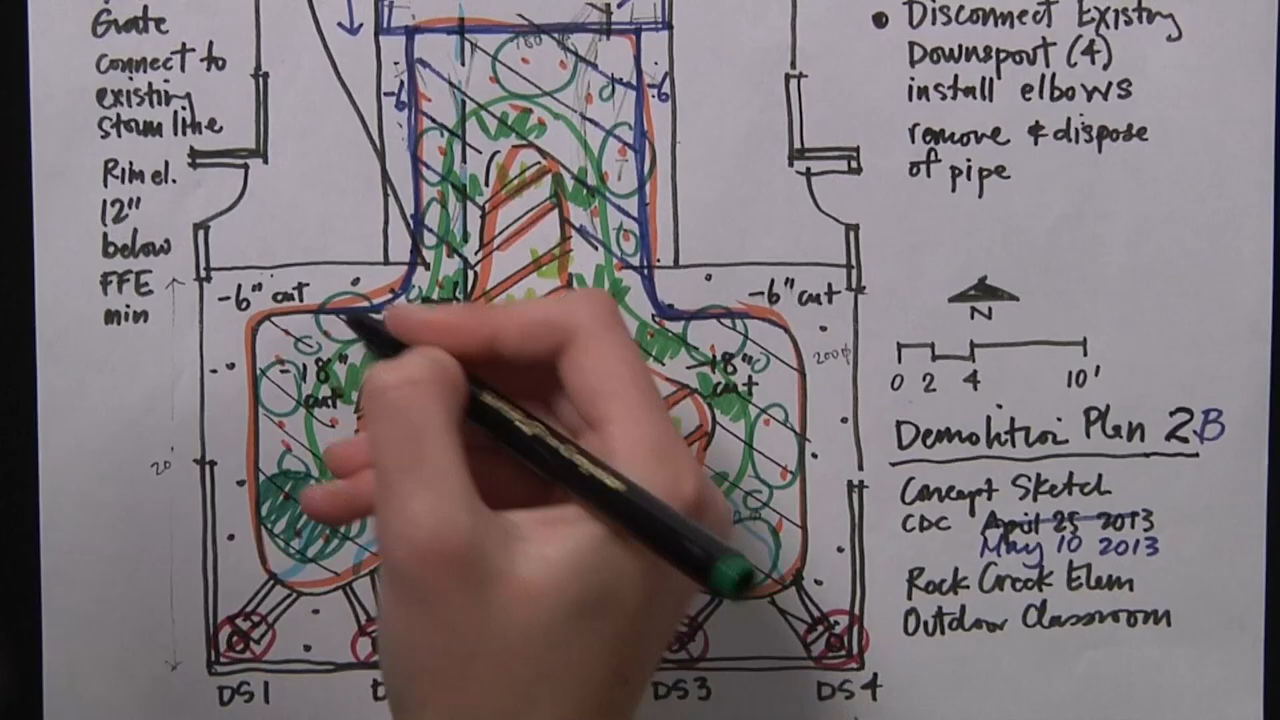 Grate
connect to
existing
storm line
Rim el.
12"
below
FFE
min
-6
-6
-6" cut
-6" cut
-18"
cut
-18"
cut
20'
DS1
DS3
DS4
• Disconnect Existing
Downspout (4)
install elbows
remove & dispose
of pipe
N
0 2 4 10'
Demolition Plan 2B
Concept Sketch
CDC April 25 2013
May 10 2013
Rock Creek Elem
Outdoor Classroom